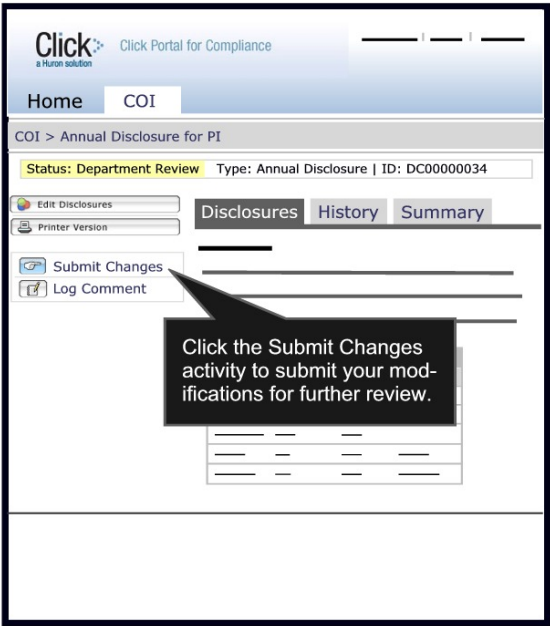 Click
a Huron solution
Click Portal for Compliance
Home COI
COI > Annual Disclosure for PI
Status: Department Review Type: Annual Disclosure | ID: DC00000034
Edit Disclosures
Printer Version
Disclosures History Summary
Submit Changes
Log Comment
Click the Submit Changes
activity to submit your mod-
ifications for further review.